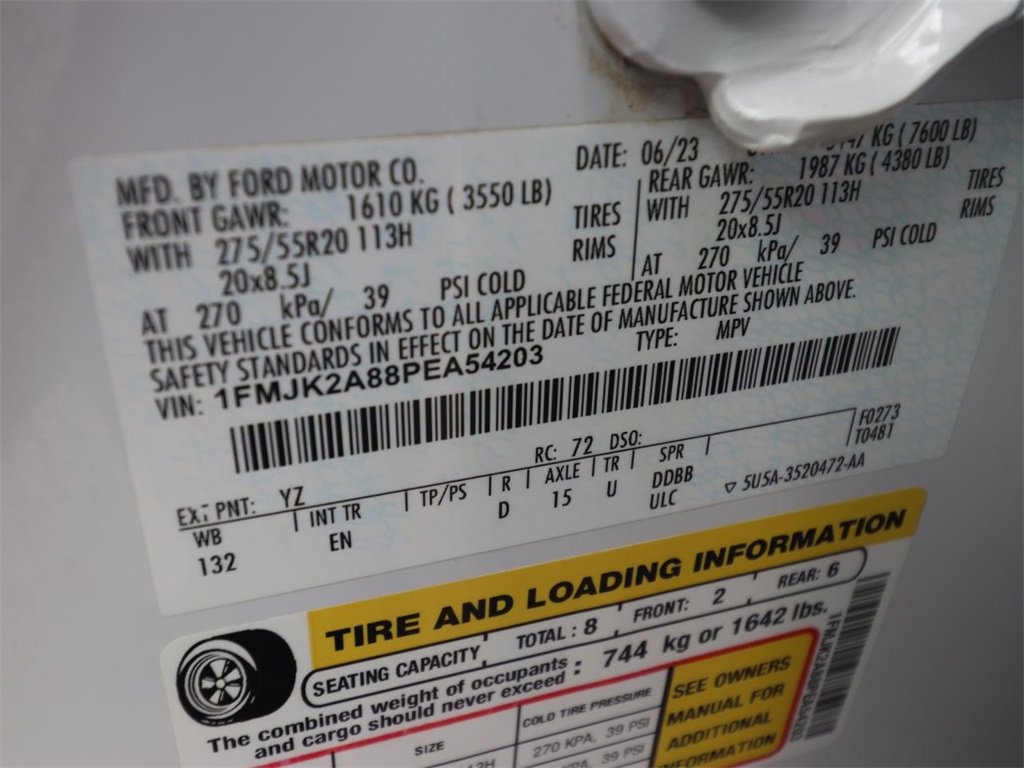 MFD. BY FORD MOTOR CO.
DATE: 06/23
KG (7600 LB)
FRONT GAWR: 1610 KG (3550 LB)
REAR GAWR: 1987 KG (4380 LB)
WITH 275/55R20 113H TIRES
WITH 275/55R20 113H TIRES
20x8.5J RIMS
20x8.5J RIMS
AT 270 kPa/ 39 PSI COLD
AT 270 kPa/ 39 PSI COLD
THIS VEHICLE CONFORMS TO ALL APPLICABLE FEDERAL MOTOR VEHICLE
SAFETY STANDARDS IN EFFECT ON THE DATE OF MANUFACTURE SHOWN ABOVE.
VIN: 1FMJK2A88PEA54203
TYPE: MPV
F0273
T0481
EXT PNT: YZ
RC: 72 DSO:
WB INT TR TP/PS R AXLE TR SPR
132 EN D 15 U DDBB
ULC
▽ 5U5A-3520472-AA
TIRE AND LOADING INFORMATION
SEATING CAPACITY TOTAL : 8 FRONT: 2 REAR: 6
The combined weight of occupants
and cargo should never exceed : 744 kg or 1642 lbs.
SIZE COLD TIRE PRESSURE
270 KPA, 39 PSI
39 PSI
SEE OWNERS
MANUAL FOR
ADDITIONAL
INFORMATION
1FMJK2A88PEA54203